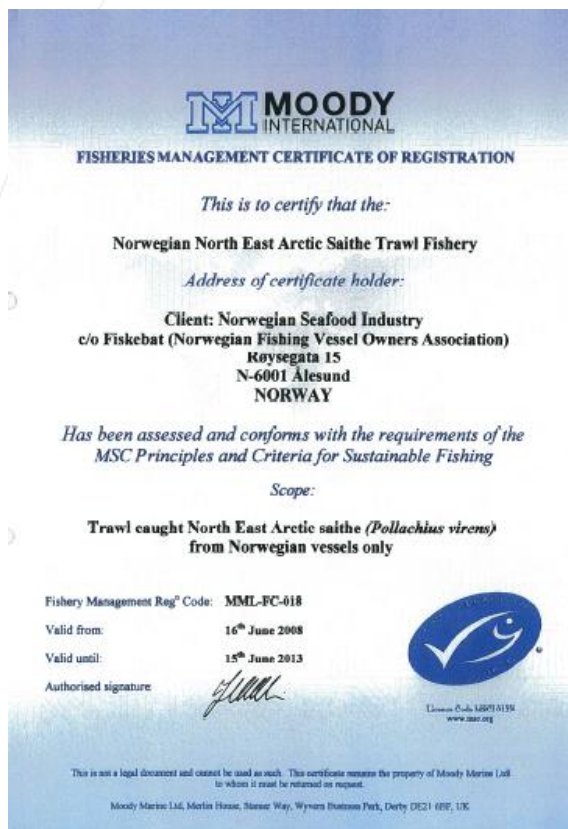 MOODY
INTERNATIONAL
FISHERIES MANAGEMENT CERTIFICATE OF REGISTRATION
This is to certify that the:
Norwegian North East Arctic Saithe Trawl Fishery
Address of certificate holder:
Client: Norwegian Seafood Industry
c/o Fiskebat (Norwegian Fishing Vessel Owners Association)
Røysegata 15
N-6001 Ålesund
NORWAY
Has been assessed and conforms with the requirements of the
MSC Principles and Criteria for Sustainable Fishing
Scope:
Trawl caught North East Arctic saithe (Pollachius virens)
from Norwegian vessels only
Fishery Management Regⁿ Code: MML-FC-018
Valid from: 16th June 2008
Valid until: 15th June 2013
Authorised signature
Licence Code
www.msc.org
This is not a legal document and cannot be used as such. This certificate remains the property of Moody Marine Ltd
to whom it must be returned on request.
Moody Marine Ltd, Merlin House, Stanier Way, Wyvern Business Park, Derby DE21 6BF, UK